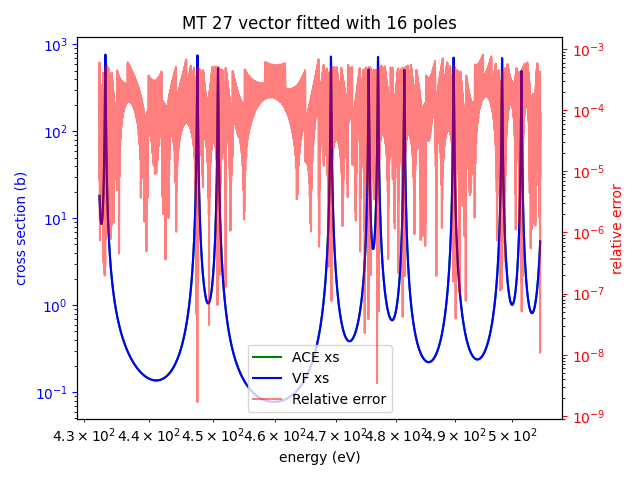 MT 27 vector fitted with 16 poles
10³
10²
10¹
10⁰
10⁻¹
cross section (b)
10⁻³
10⁻⁴
10⁻⁵
10⁻⁶
10⁻⁷
10⁻⁸
10⁻⁹
relative error
ACE xs
VF xs
Relative error
4.3 × 10² 4.4 × 10² 4.5 × 10² 4.6 × 10² 4.7 × 10² 4.8 × 10² 4.9 × 10² 5 × 10²
energy (eV)